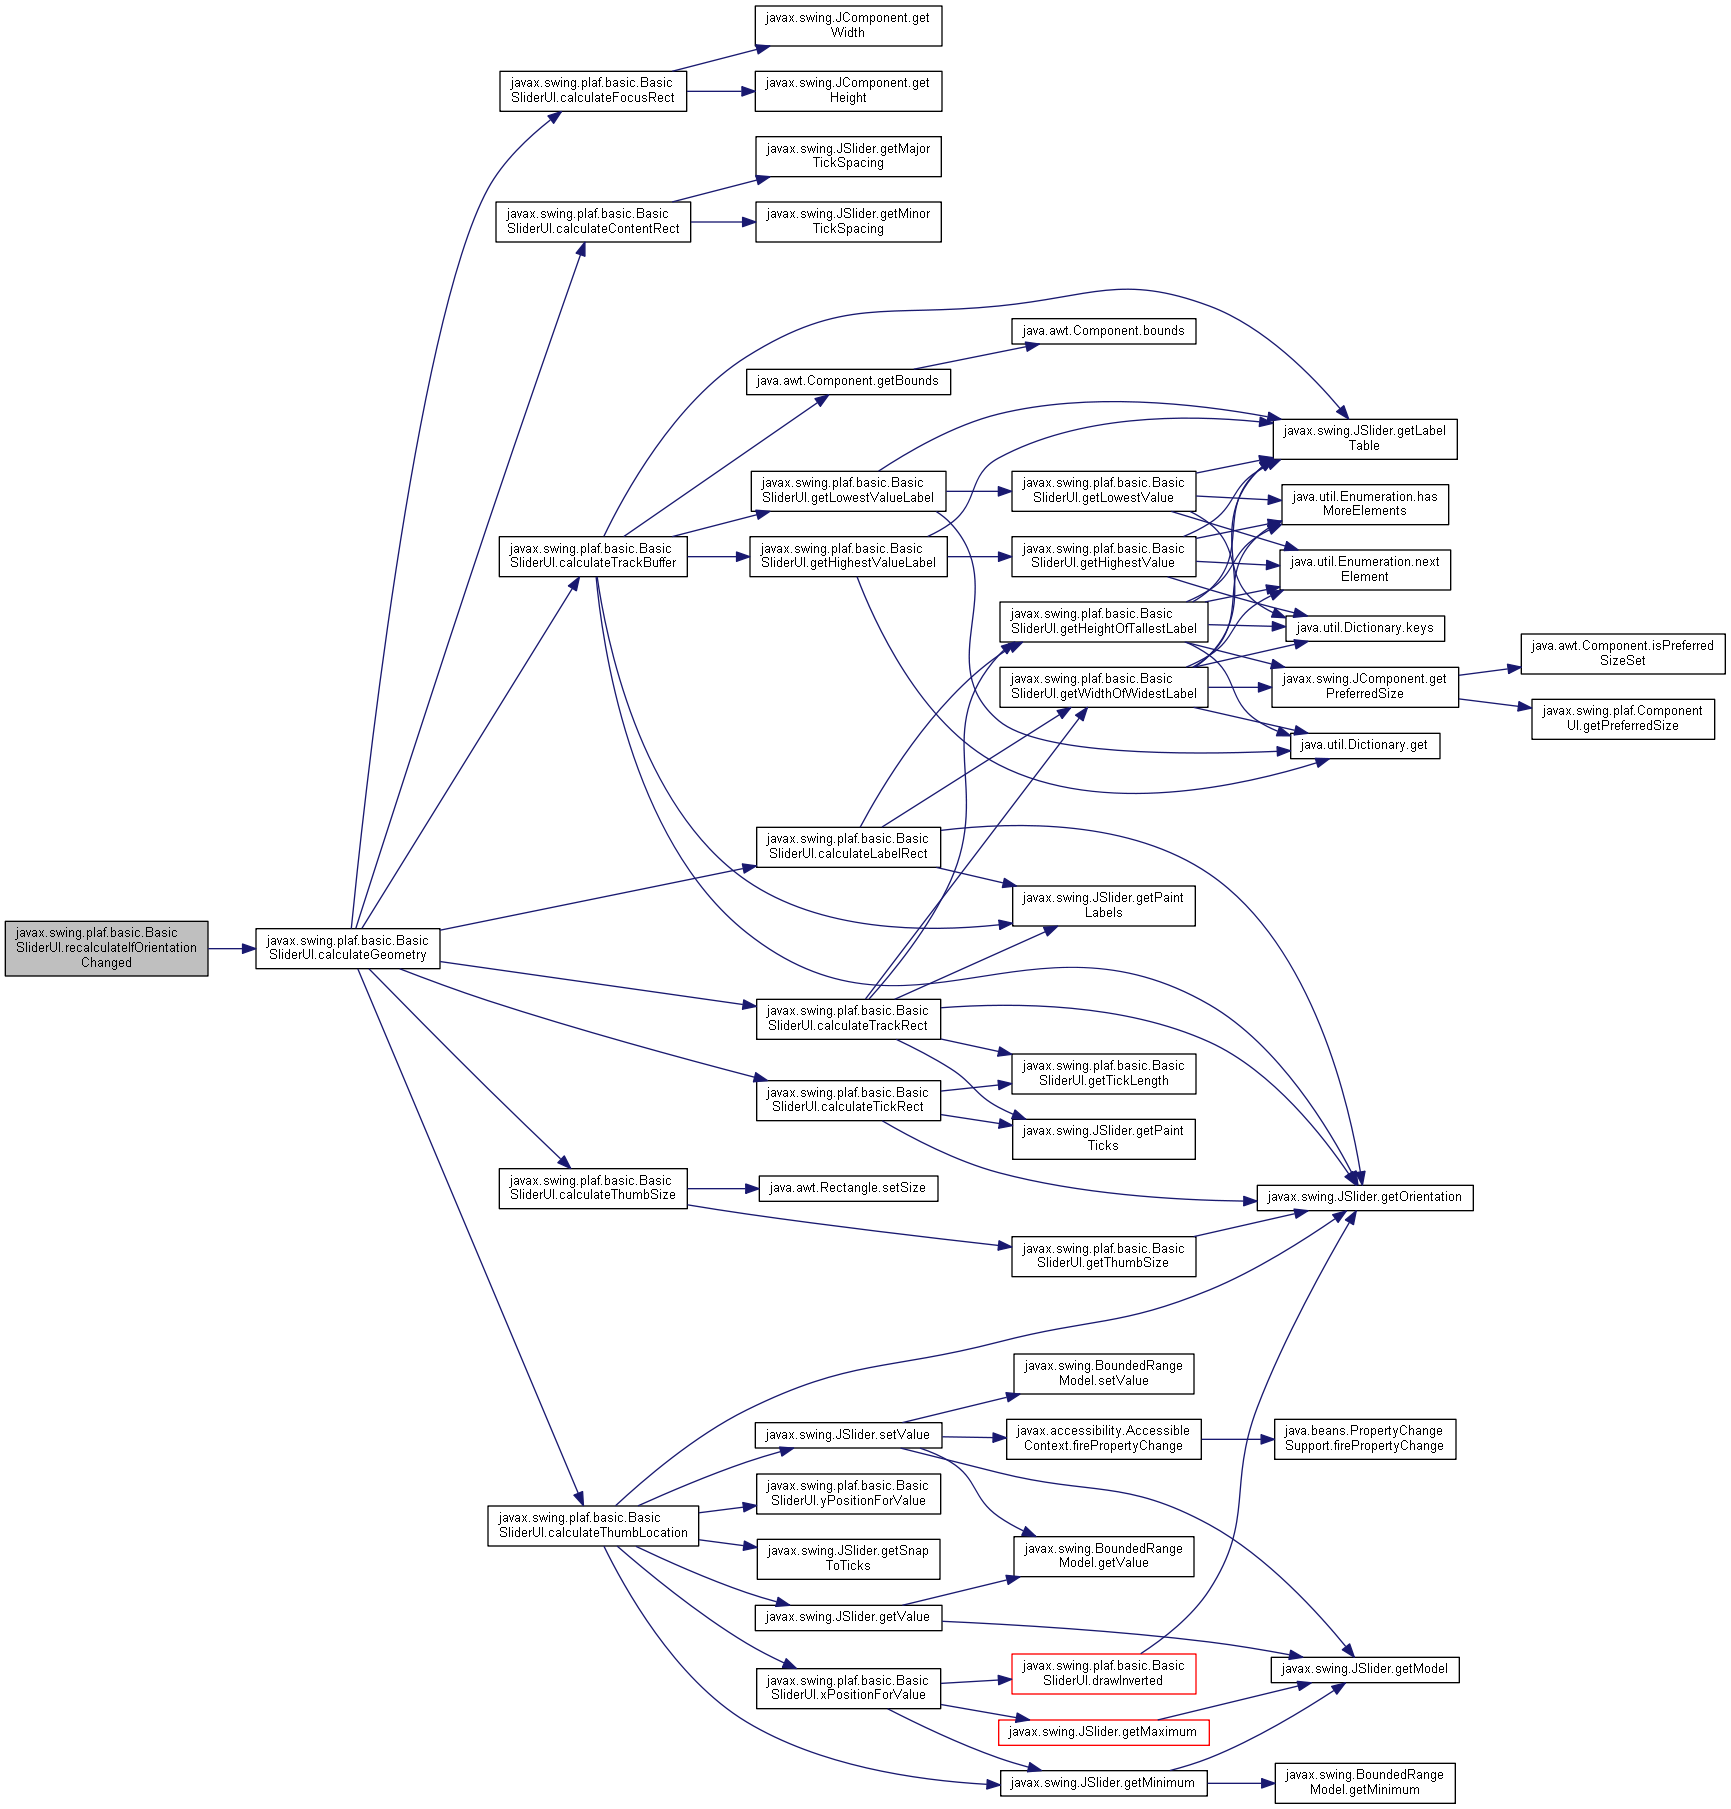 javax.swing.JComponent.get
Width
javax.swing.plaf.basic.Basic
SliderUI.calculateFocusRect
javax.swing.JComponent.get
Height
javax.swing.JSlider.getMajor
TickSpacing
javax.swing.plaf.basic.Basic
SliderUI.calculateContentRect
javax.swing.JSlider.getMinor
TickSpacing
java.awt.Component.bounds
java.awt.Component.getBounds
javax.swing.JSlider.getLabel
Table
javax.swing.plaf.basic.Basic
SliderUI.getLowestValueLabel
javax.swing.plaf.basic.Basic
SliderUI.getLowestValue
java.util.Enumeration.has
MoreElements
javax.swing.plaf.basic.Basic
SliderUI.calculateTrackBuffer
javax.swing.plaf.basic.Basic
SliderUI.getHighestValueLabel
javax.swing.plaf.basic.Basic
SliderUI.getHighestValue
java.util.Enumeration.next
Element
javax.swing.plaf.basic.Basic
SliderUI.getHeightOfTallestLabel
java.util.Dictionary.keys
java.awt.Component.isPreferred
SizeSet
javax.swing.plaf.basic.Basic
SliderUI.getWidthOfWidestLabel
javax.swing.JComponent.get
PreferredSize
javax.swing.plaf.Component
UI.getPreferredSize
java.util.Dictionary.get
javax.swing.plaf.basic.Basic
SliderUI.calculateLabelRect
javax.swing.JSlider.getPaint
Labels
javax.swing.plaf.basic.Basic
SliderUI.recalculateIfOrientation
Changed
javax.swing.plaf.basic.Basic
SliderUI.calculateGeometry
javax.swing.plaf.basic.Basic
SliderUI.calculateTrackRect
javax.swing.plaf.basic.Basic
SliderUI.getTickLength
javax.swing.plaf.basic.Basic
SliderUI.calculateTickRect
javax.swing.JSlider.getPaint
Ticks
javax.swing.plaf.basic.Basic
SliderUI.calculateThumbSize
java.awt.Rectangle.setSize
javax.swing.JSlider.getOrientation
javax.swing.plaf.basic.Basic
SliderUI.getThumbSize
javax.swing.BoundedRange
Model.setValue
javax.swing.JSlider.setValue
javax.accessibility.Accessible
Context.firePropertyChange
java.beans.PropertyChange
Support.firePropertyChange
javax.swing.plaf.basic.Basic
SliderUI.yPositionForValue
javax.swing.plaf.basic.Basic
SliderUI.calculateThumbLocation
javax.swing.JSlider.getSnap
ToTicks
javax.swing.BoundedRange
Model.getValue
javax.swing.JSlider.getValue
javax.swing.plaf.basic.Basic
SliderUI.drawInverted
javax.swing.JSlider.getModel
javax.swing.plaf.basic.Basic
SliderUI.xPositionForValue
javax.swing.JSlider.getMaximum
javax.swing.JSlider.getMinimum
javax.swing.BoundedRange
Model.getMinimum